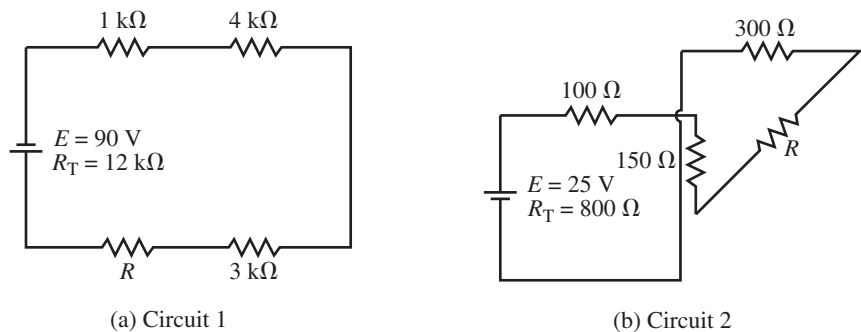 1 kΩ
4 kΩ
E = 90 V
R_T = 12 kΩ
R
3 kΩ
(a) Circuit 1
300 Ω
100 Ω
150 Ω
R
E = 25 V
R_T = 800 Ω
(b) Circuit 2